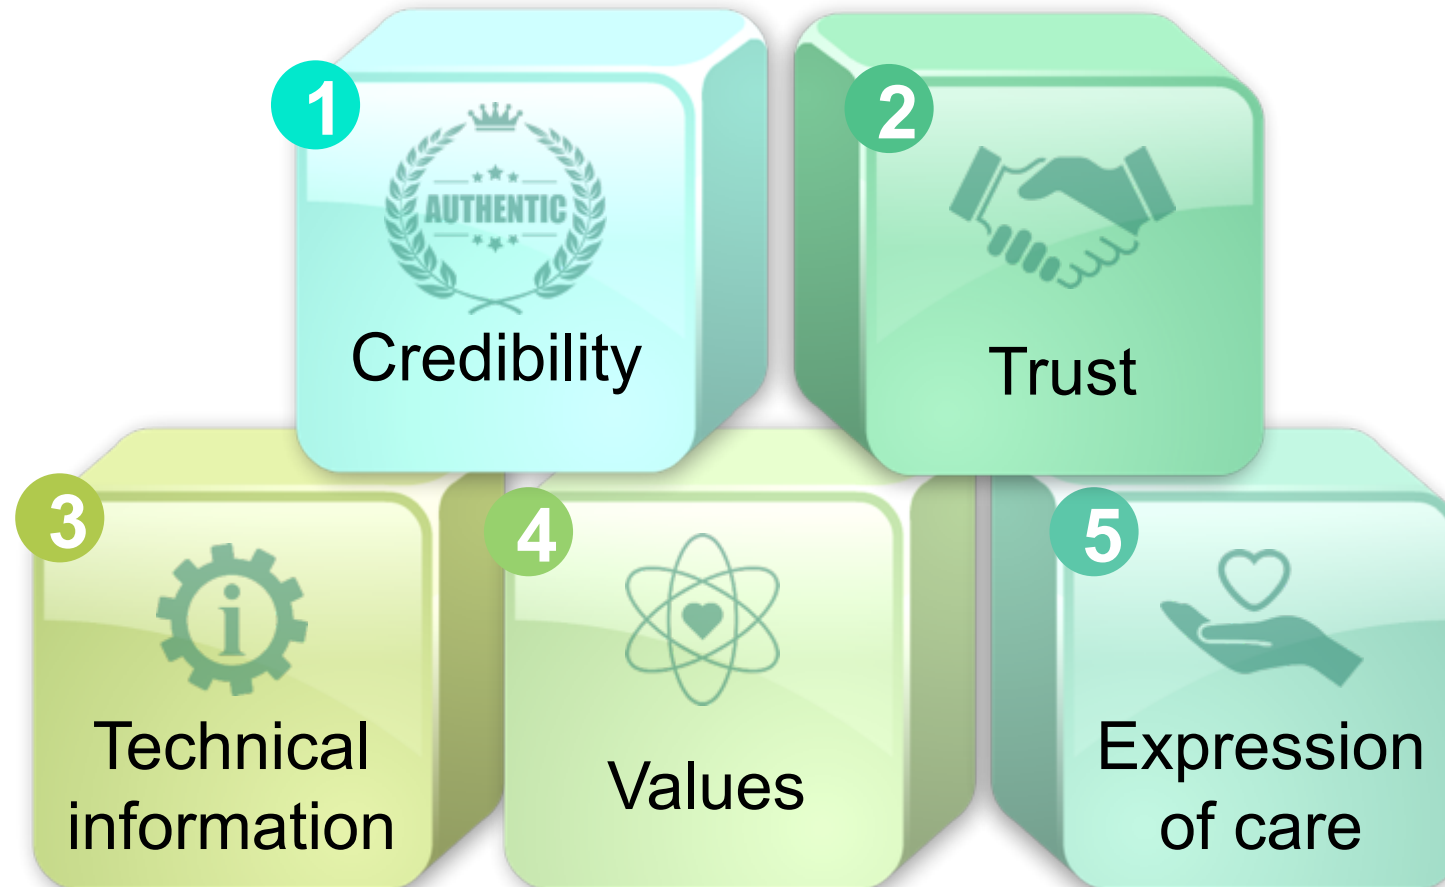 1
AUTHENTIC
Credibility
2
Trust
3
i
Technical
information
4
Values
5
Expression
of care